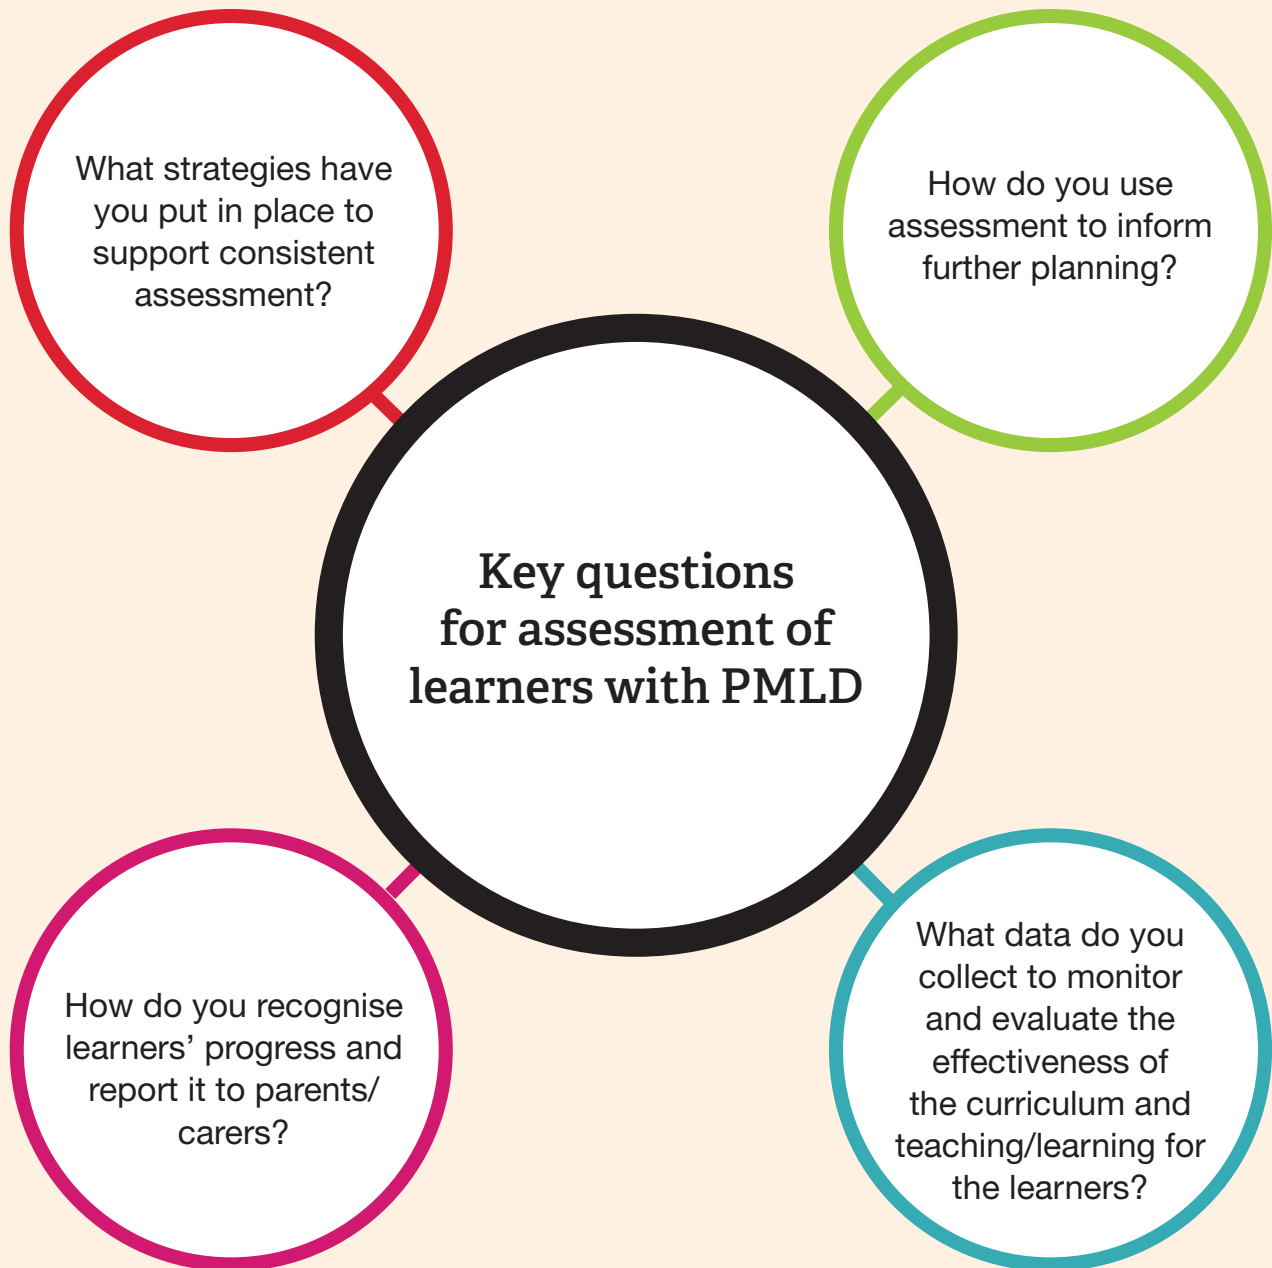 What strategies have
you put in place to
support consistent
assessment?
How do you use
assessment to inform
further planning?
Key questions
for assessment of
learners with PMLD
How do you recognise
learners’ progress and
report it to parents/
carers?
What data do you
collect to monitor
and evaluate the
effectiveness of
the curriculum and
teaching/learning for
the learners?